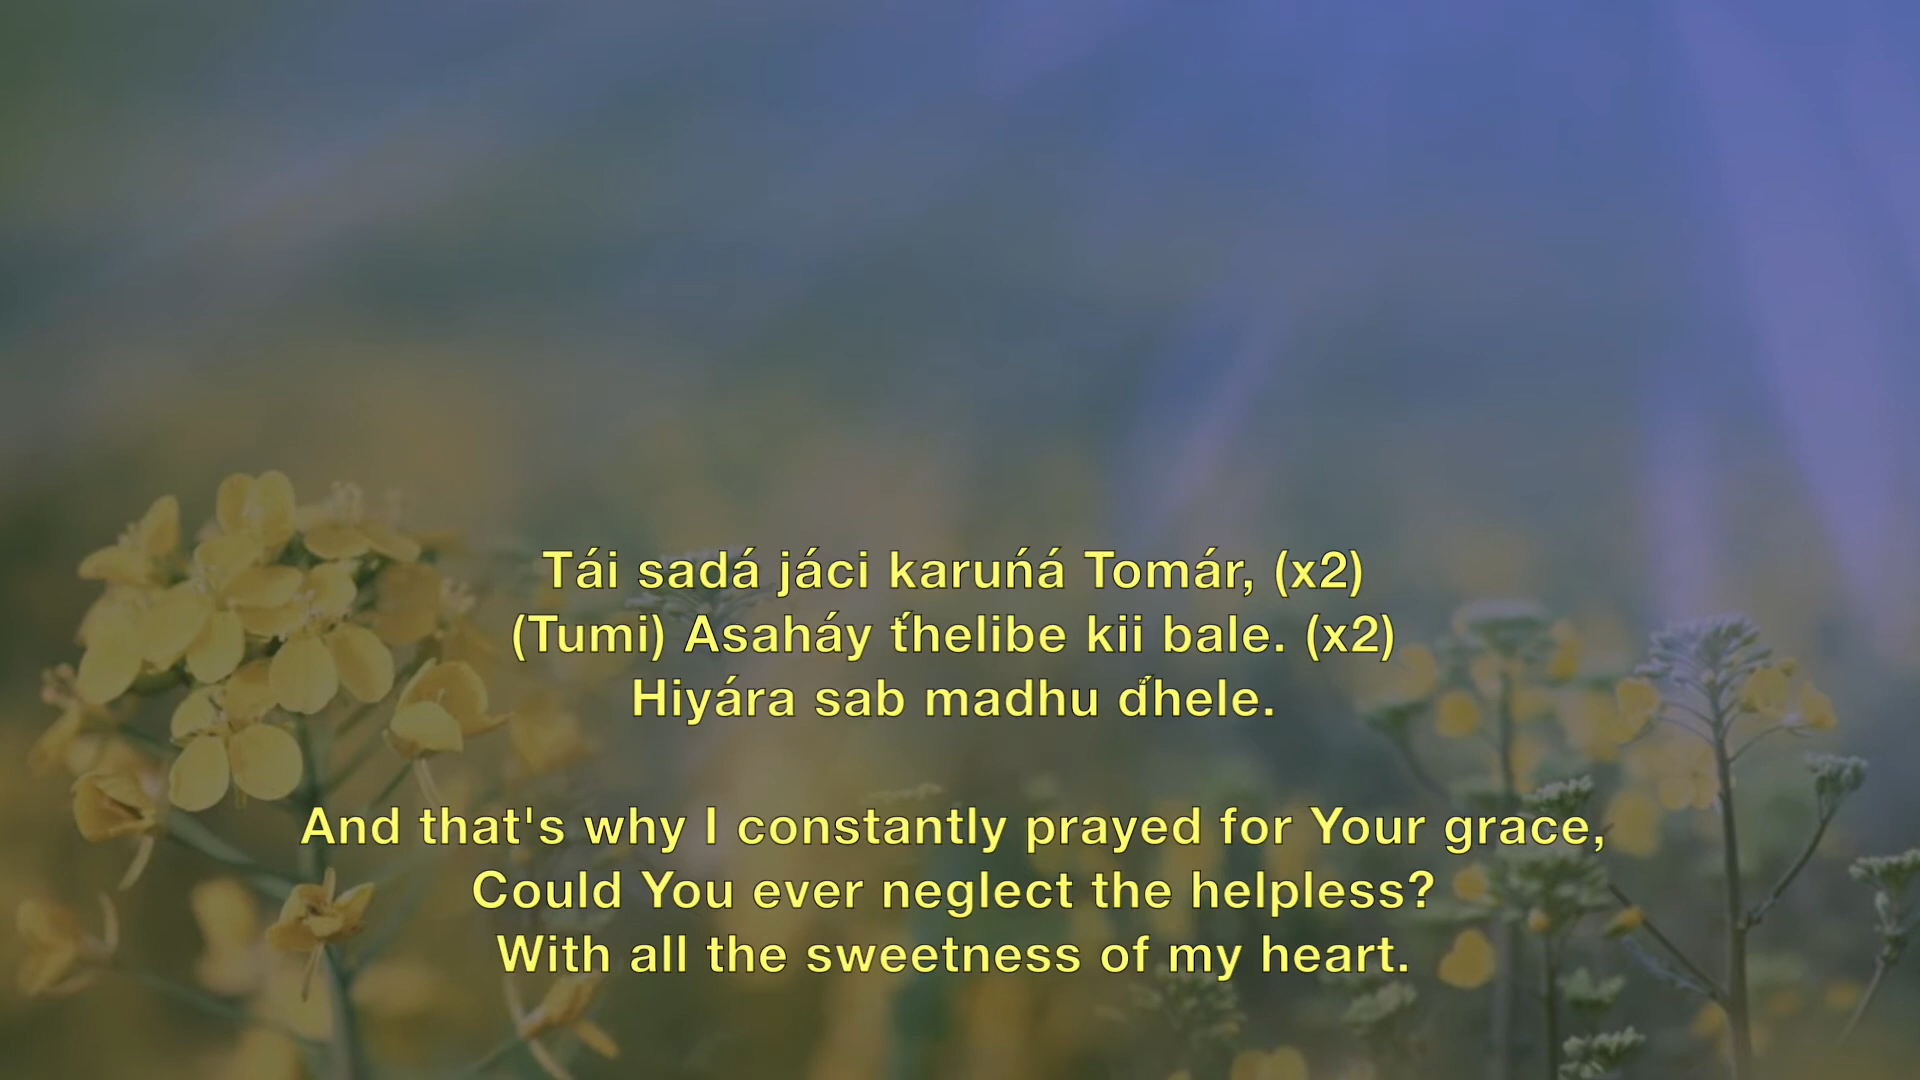 Tái sadá jáci karuńá Tomár, (x2)
(Tumi) Asaháy t́helibe kii bale. (x2)
Hiyára sab madhu d́hele.
And that's why I constantly prayed for Your grace,
Could You ever neglect the helpless?
With all the sweetness of my heart.